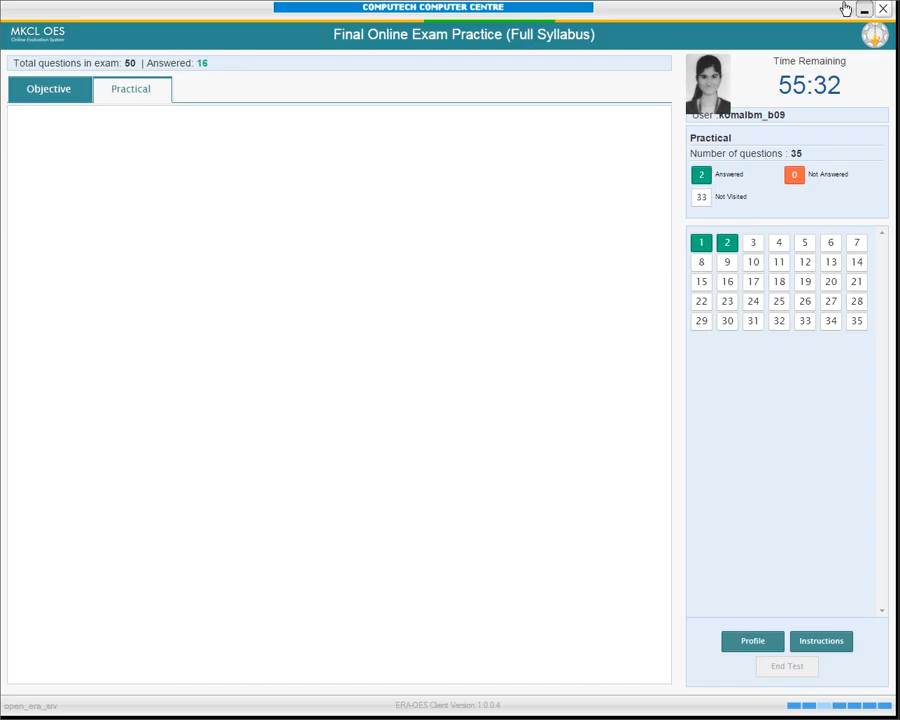 COMPUTECH COMPUTER CENTRE
MKCL OES
Online Evaluation System
Final Online Exam Practice (Full Syllabus)
Total questions in exam: 50 | Answered: 16
Time Remaining
55:32
Objective
Practical
User :komalbm_b09
Practical
Number of questions : 35
2 Answered
0 Not Answered
33 Not Visited
1 2 3 4 5 6 7
8 9 10 11 12 13 14
15 16 17 18 19 20 21
22 23 24 25 26 27 28
29 30 31 32 33 34 35
Profile
Instructions
End Test
open_era_srv
ERA-OES Client Version 1.0.0.4